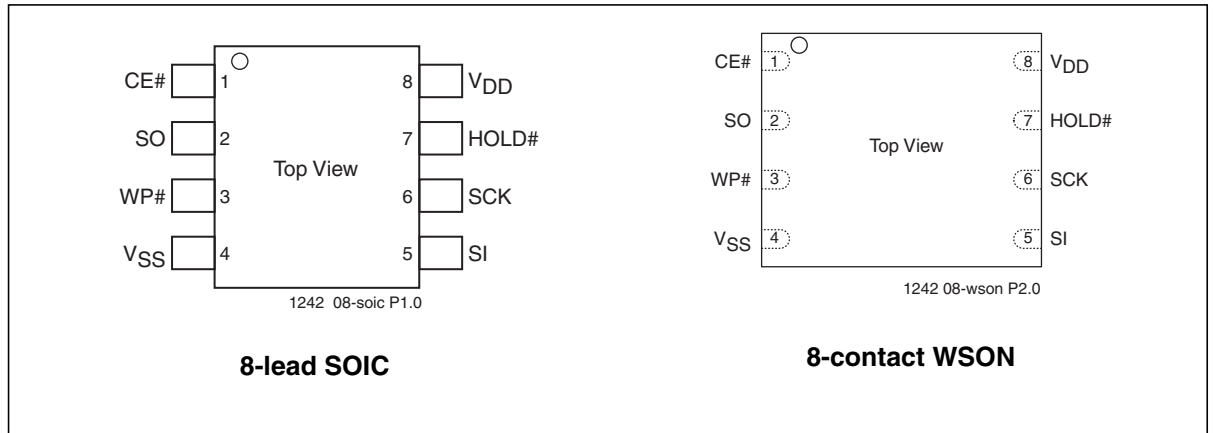 CE# 1 8 VDD
SO 2 7 HOLD#
Top View
WP# 3 6 SCK
VSS 4 5 SI
1242 08-soic P1.0
8-lead SOIC
CE# 1 8 VDD
SO 2 7 HOLD#
Top View
WP# 3 6 SCK
VSS 4 5 SI
1242 08-wson P2.0
8-contact WSON